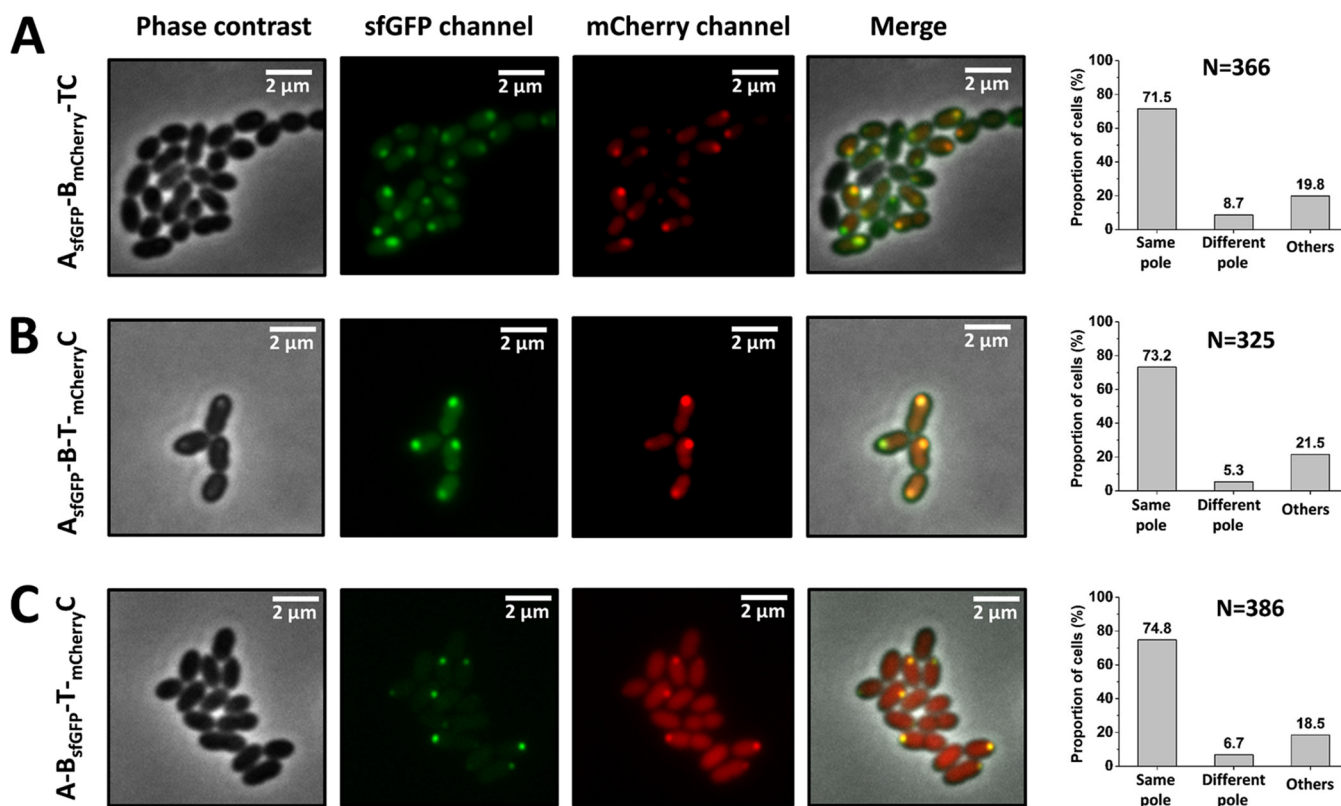 A
Phase contrast
sfGFP channel
mCherry channel
Merge
AsfGFP-BmCherry-TC
2 µm
2 µm
2 µm
2 µm
N=366
Proportion of cells (%)
100
80
60
40
20
0
71.5
8.7
19.8
Same pole
Different pole
Others
B
AsfGFP-B-T-mCherryC
2 µm
2 µm
2 µm
2 µm
N=325
Proportion of cells (%)
100
80
60
40
20
0
73.2
5.3
21.5
Same pole
Different pole
Others
C
A-BsfGFP-T-mCherryC
2 µm
2 µm
2 µm
2 µm
N=386
Proportion of cells (%)
100
80
60
40
20
0
74.8
6.7
18.5
Same pole
Different pole
Others